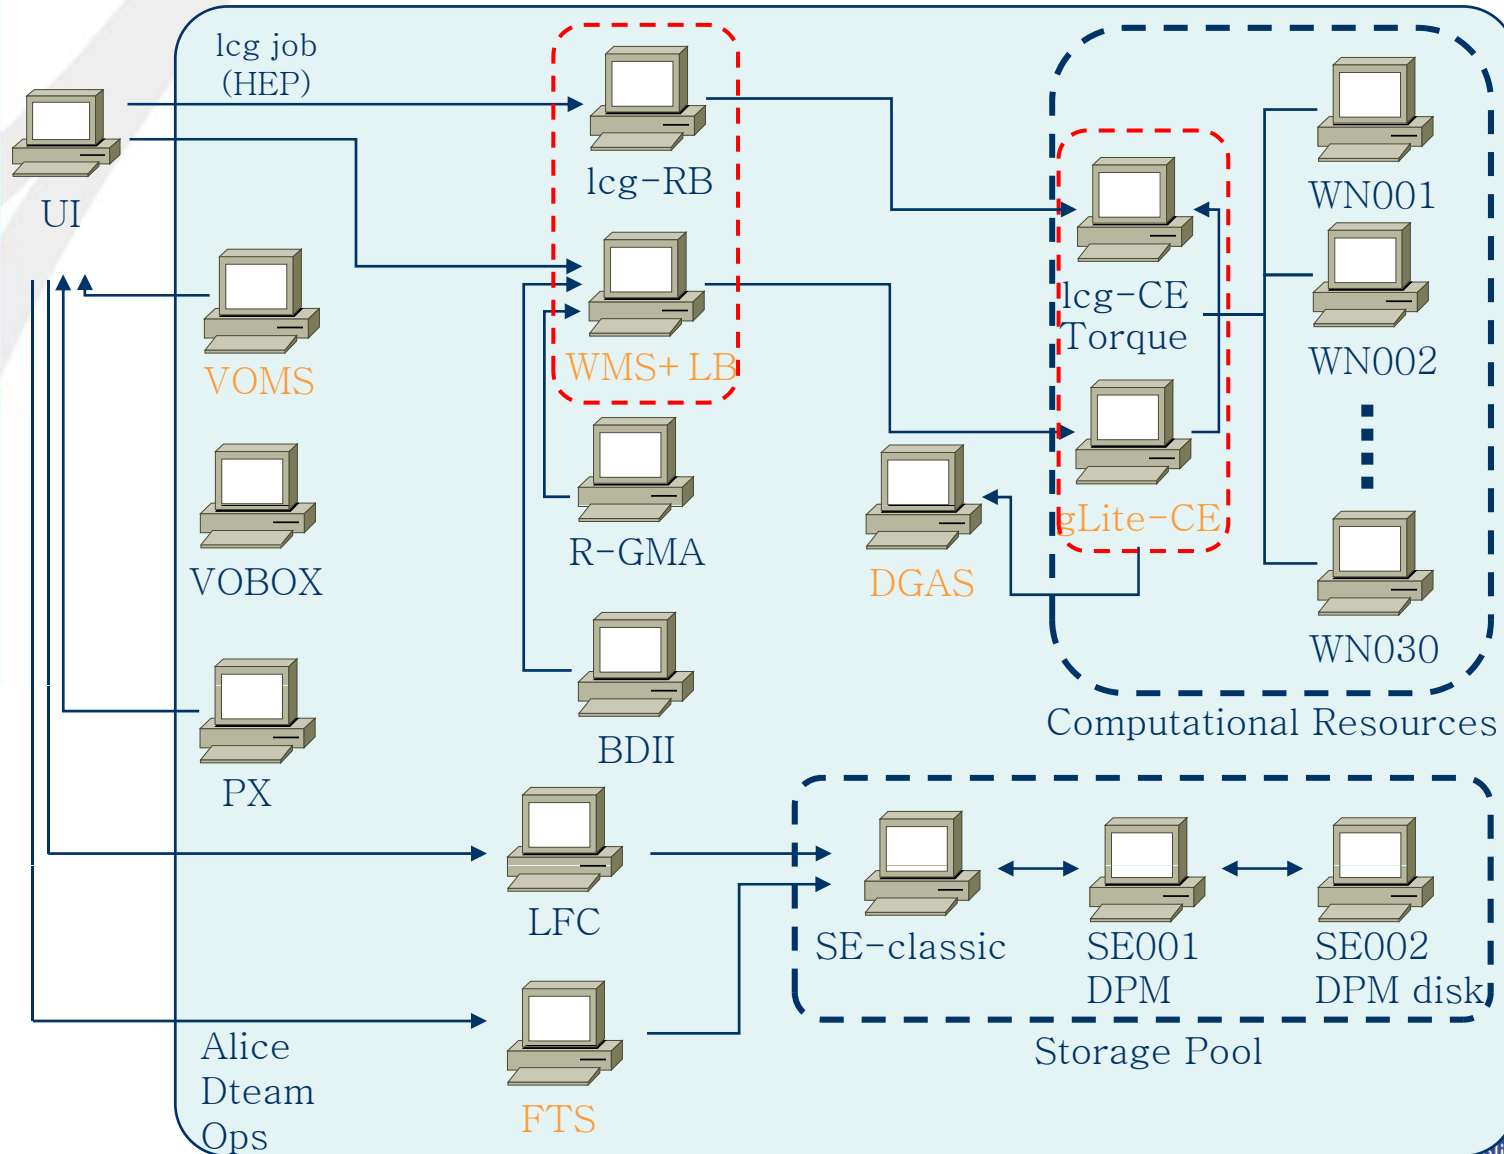 lcg job
(HEP)
UI
lcg-RB
WN001
lcg-CE
Torque
WN002
VOMS
WMS+ LB
gLite-CE
R-GMA
VOBOX
DGAS
WN030
Computational Resources
BDII
PX
LFC
SE-classic
SE001
DPM
SE002
DPM disk
Storage Pool
Alice
Dteam
Ops
FTS